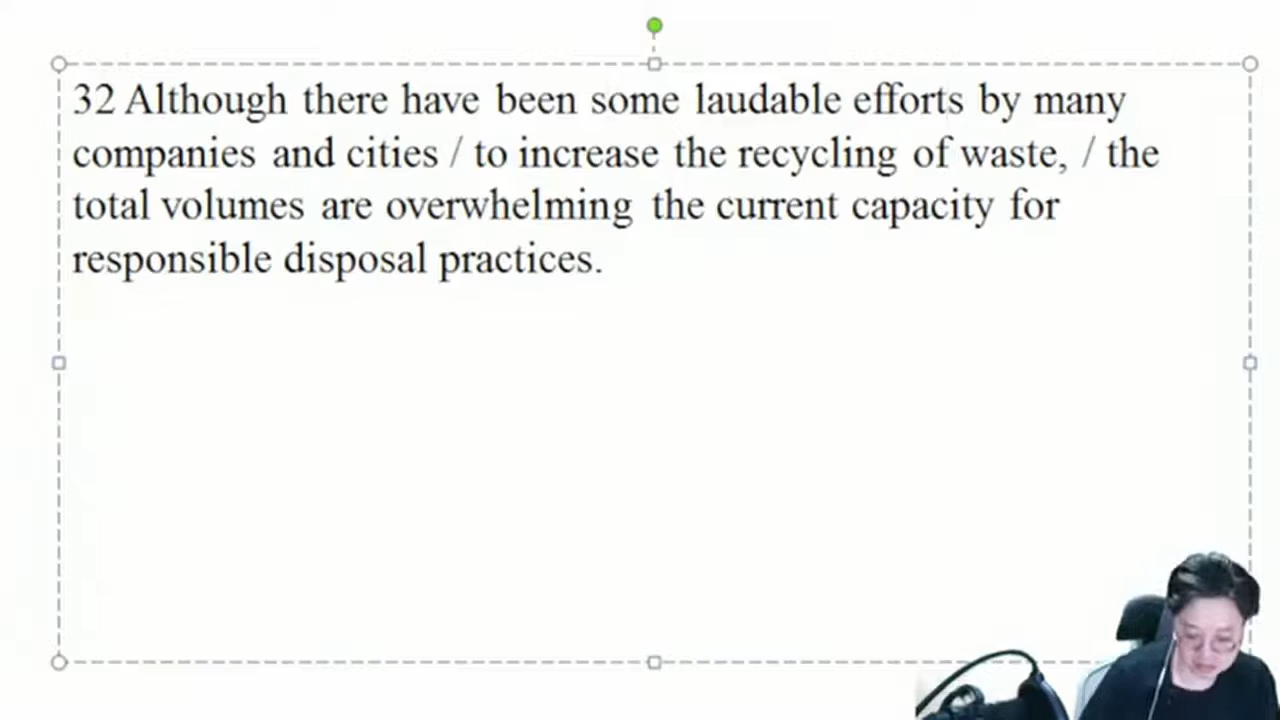 32 Although there have been some laudable efforts by many
companies and cities / to increase the recycling of waste, / the
total volumes are overwhelming the current capacity for
responsible disposal practices.